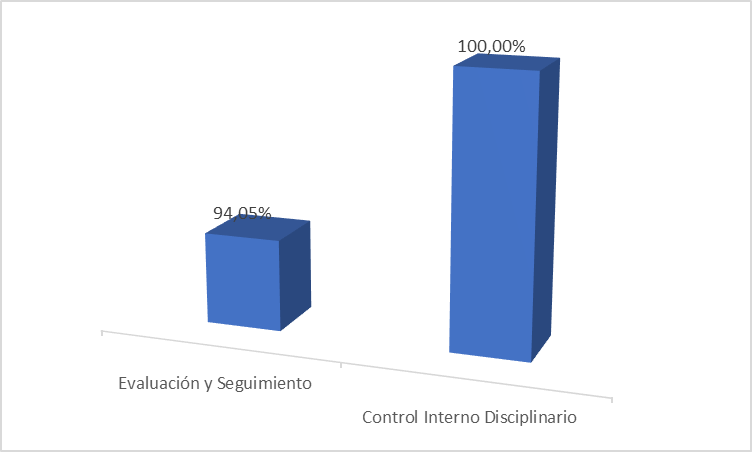 100,00%
94,05%
Evaluación y Seguimiento
Control Interno Disciplinario